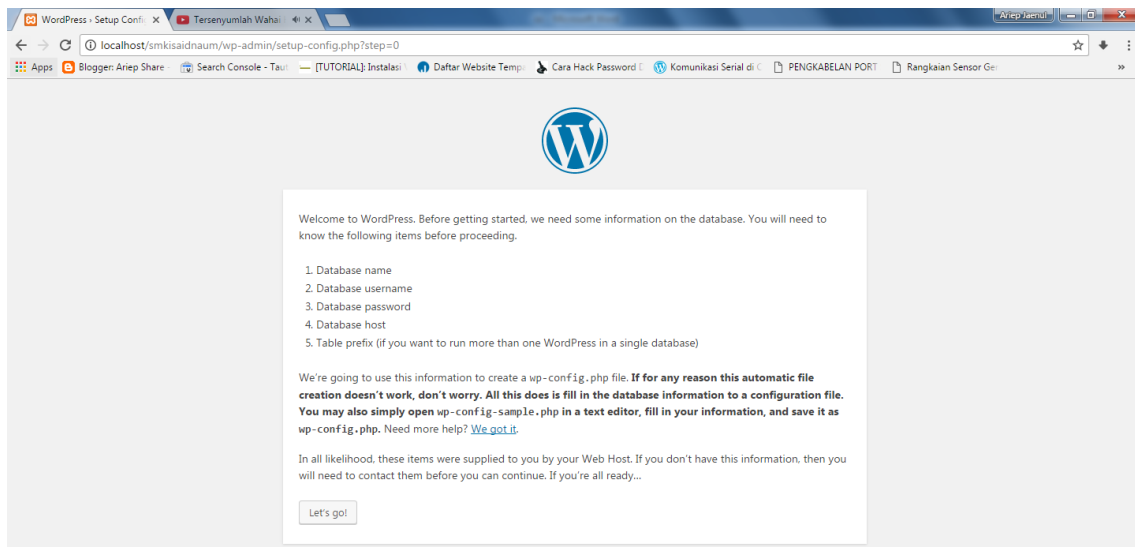 WordPress › Setup Confi
Tersenyumlah Wahai
Ariep Jaenul
localhost/smkisaidnaum/wp-admin/setup-config.php?step=0
Apps
Blogger: Ariep Share -
Search Console - Taut
[TUTORIAL]: Instalasi
Daftar Website Temp
Cara Hack Password
Komunikasi Serial di
PENGKABELAN PORT
Rangkaian Sensor Ge
»
Welcome to WordPress. Before getting started, we need some information on the database. You will need to
know the following items before proceeding.
1. Database name
2. Database username
3. Database password
4. Database host
5. Table prefix (if you want to run more than one WordPress in a single database)
We're going to use this information to create a wp-config.php file. If for any reason this automatic file
creation doesn't work, don't worry. All this does is fill in the database information to a configuration file.
You may also simply open wp-config-sample.php in a text editor, fill in your information, and save it as
wp-config.php. Need more help? We got it.
In all likelihood, these items were supplied to you by your Web Host. If you don't have this information, then you
will need to contact them before you can continue. If you're all ready…
Let's go!